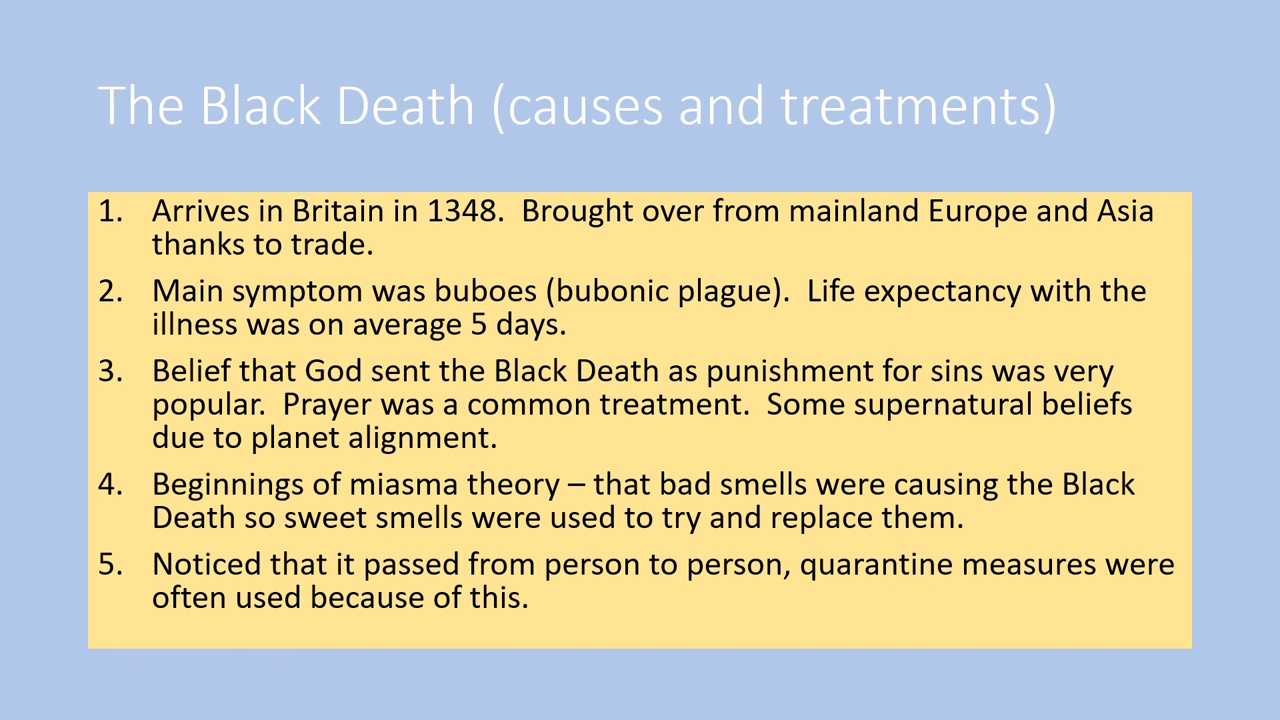 The Black Death (causes and treatments)
1. Arrives in Britain in 1348.  Brought over from mainland Europe and Asia
thanks to trade.
2. Main symptom was buboes (bubonic plague).  Life expectancy with the
illness was on average 5 days.
3. Belief that God sent the Black Death as punishment for sins was very
popular.  Prayer was a common treatment.  Some supernatural beliefs
due to planet alignment.
4. Beginnings of miasma theory – that bad smells were causing the Black
Death so sweet smells were used to try and replace them.
5. Noticed that it passed from person to person, quarantine measures were
often used because of this.